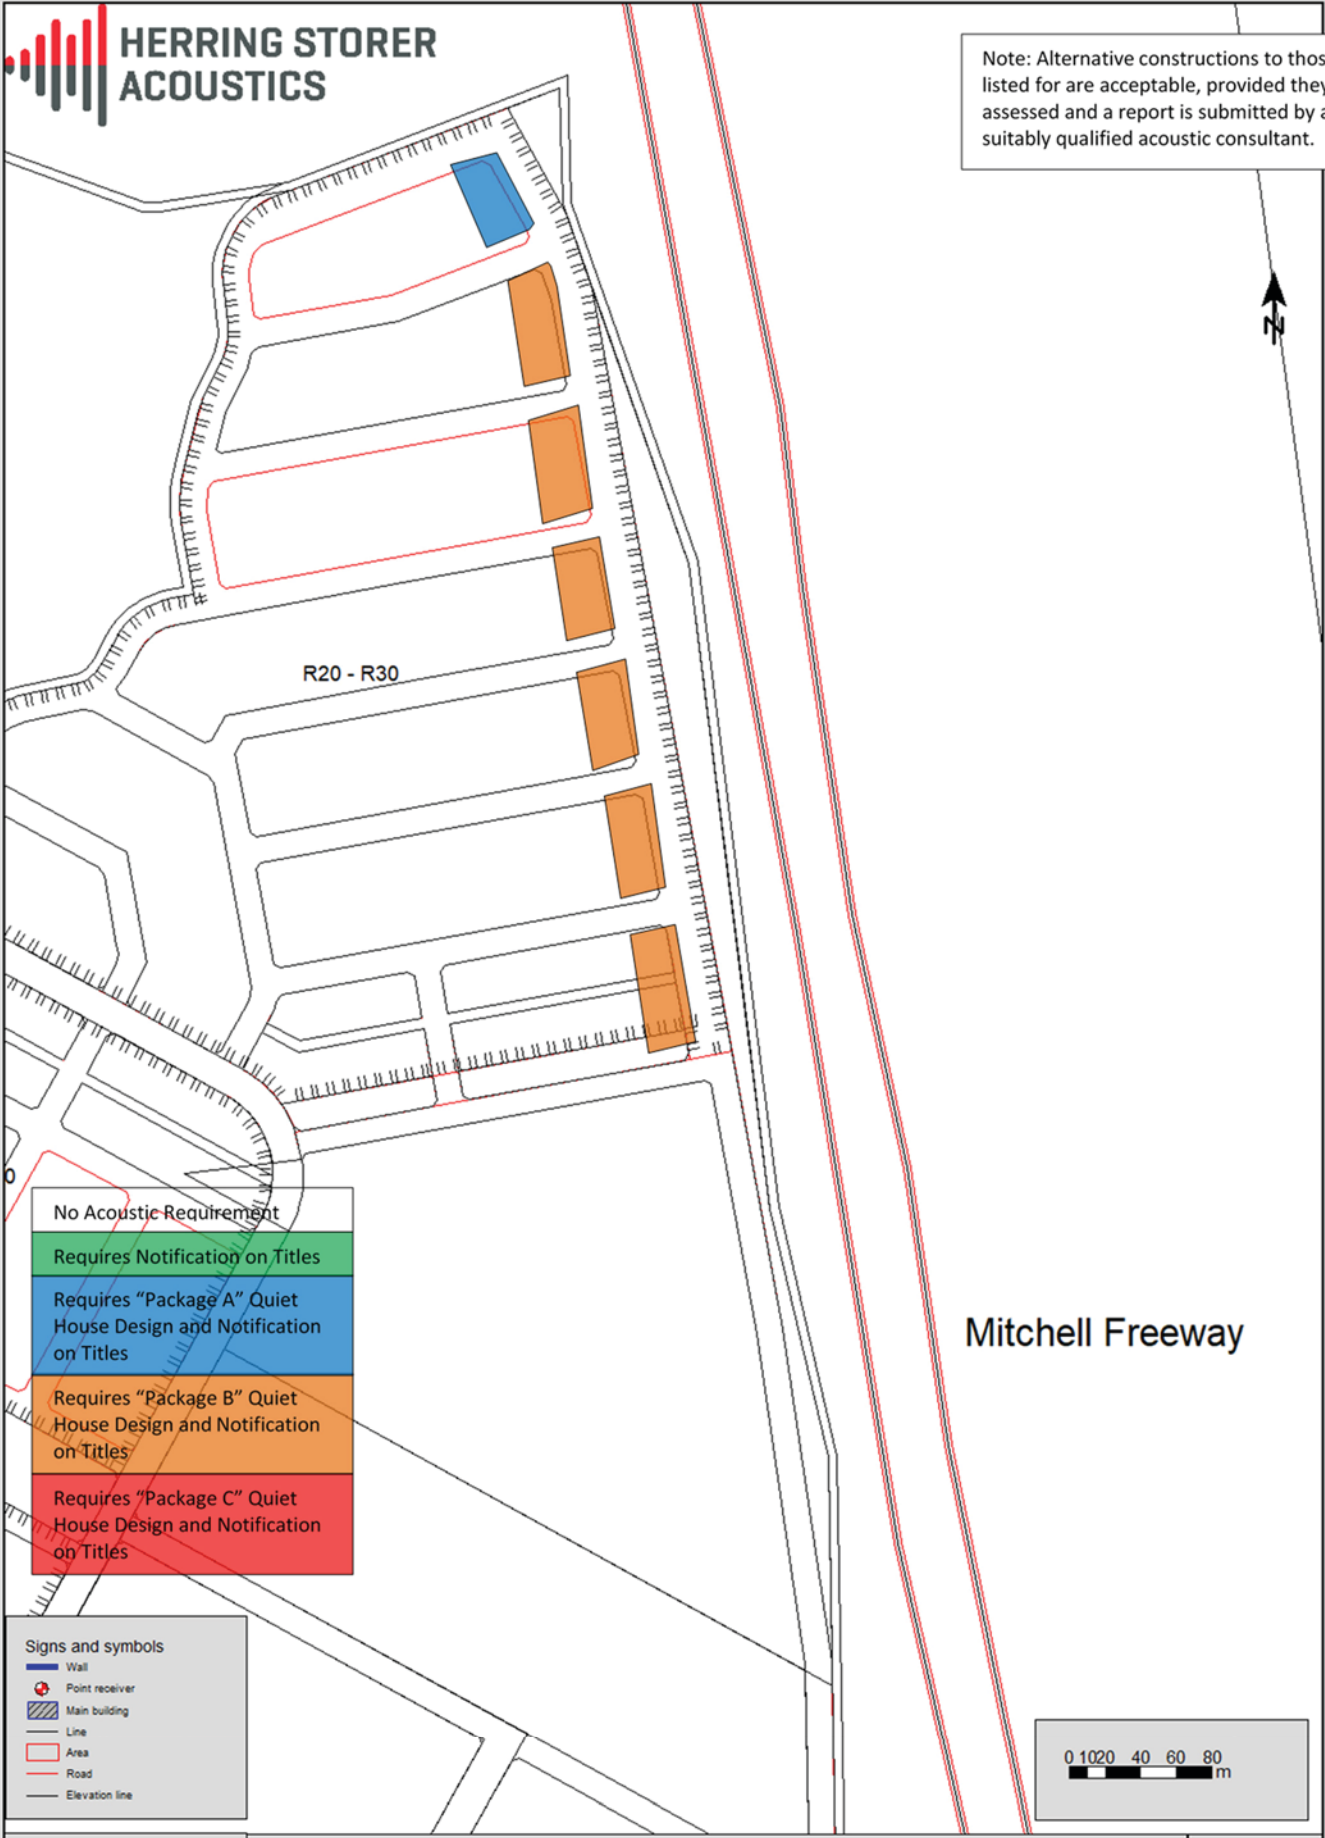 HERRING STORER
ACOUSTICS
Note: Alternative constructions to thos
listed for are acceptable, provided they
assessed and a report is submitted by a
suitably qualified acoustic consultant.
N
R20 - R30
0
No Acoustic Requirement
Requires Notification on Titles
Requires “Package A” Quiet
House Design and Notification
on Titles
Requires “Package B” Quiet
House Design and Notification
on Titles
Requires “Package C” Quiet
House Design and Notification
on Titles
Mitchell Freeway
Signs and symbols
Wall
Point receiver
Main building
Line
Area
Road
Elevation line
0 10 20 40 60 80
m